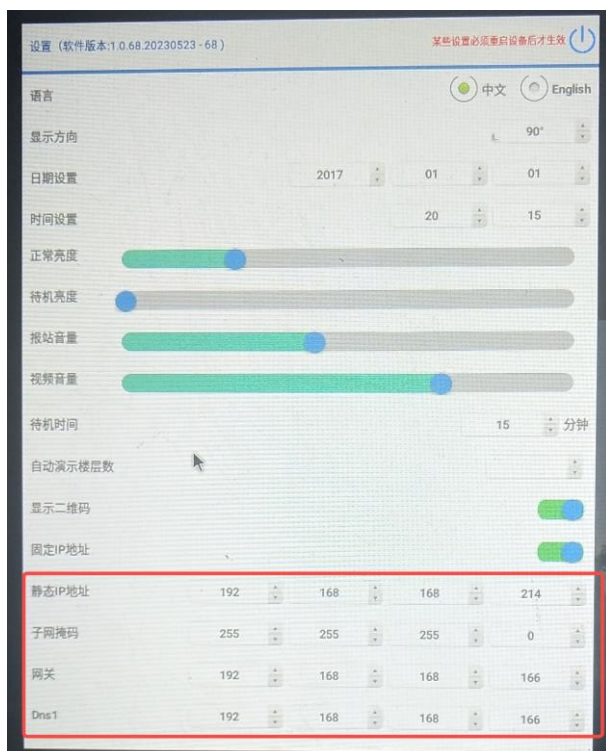 设置（软件版本:1.0.68.20230523-68） 某些设置必须重启设备后才生效
语言 中文 English
显示方向 90°
日期设置 2017 01 01
时间设置 20 15
正常亮度
待机亮度
报站音量
视频音量
待机时间 15 分钟
自动演示楼层数
显示二维码
固定IP地址
静态IP地址 192 168 168 214
子网掩码 255 255 255 0
网关 192 168 168 166
Dns1 192 168 168 166